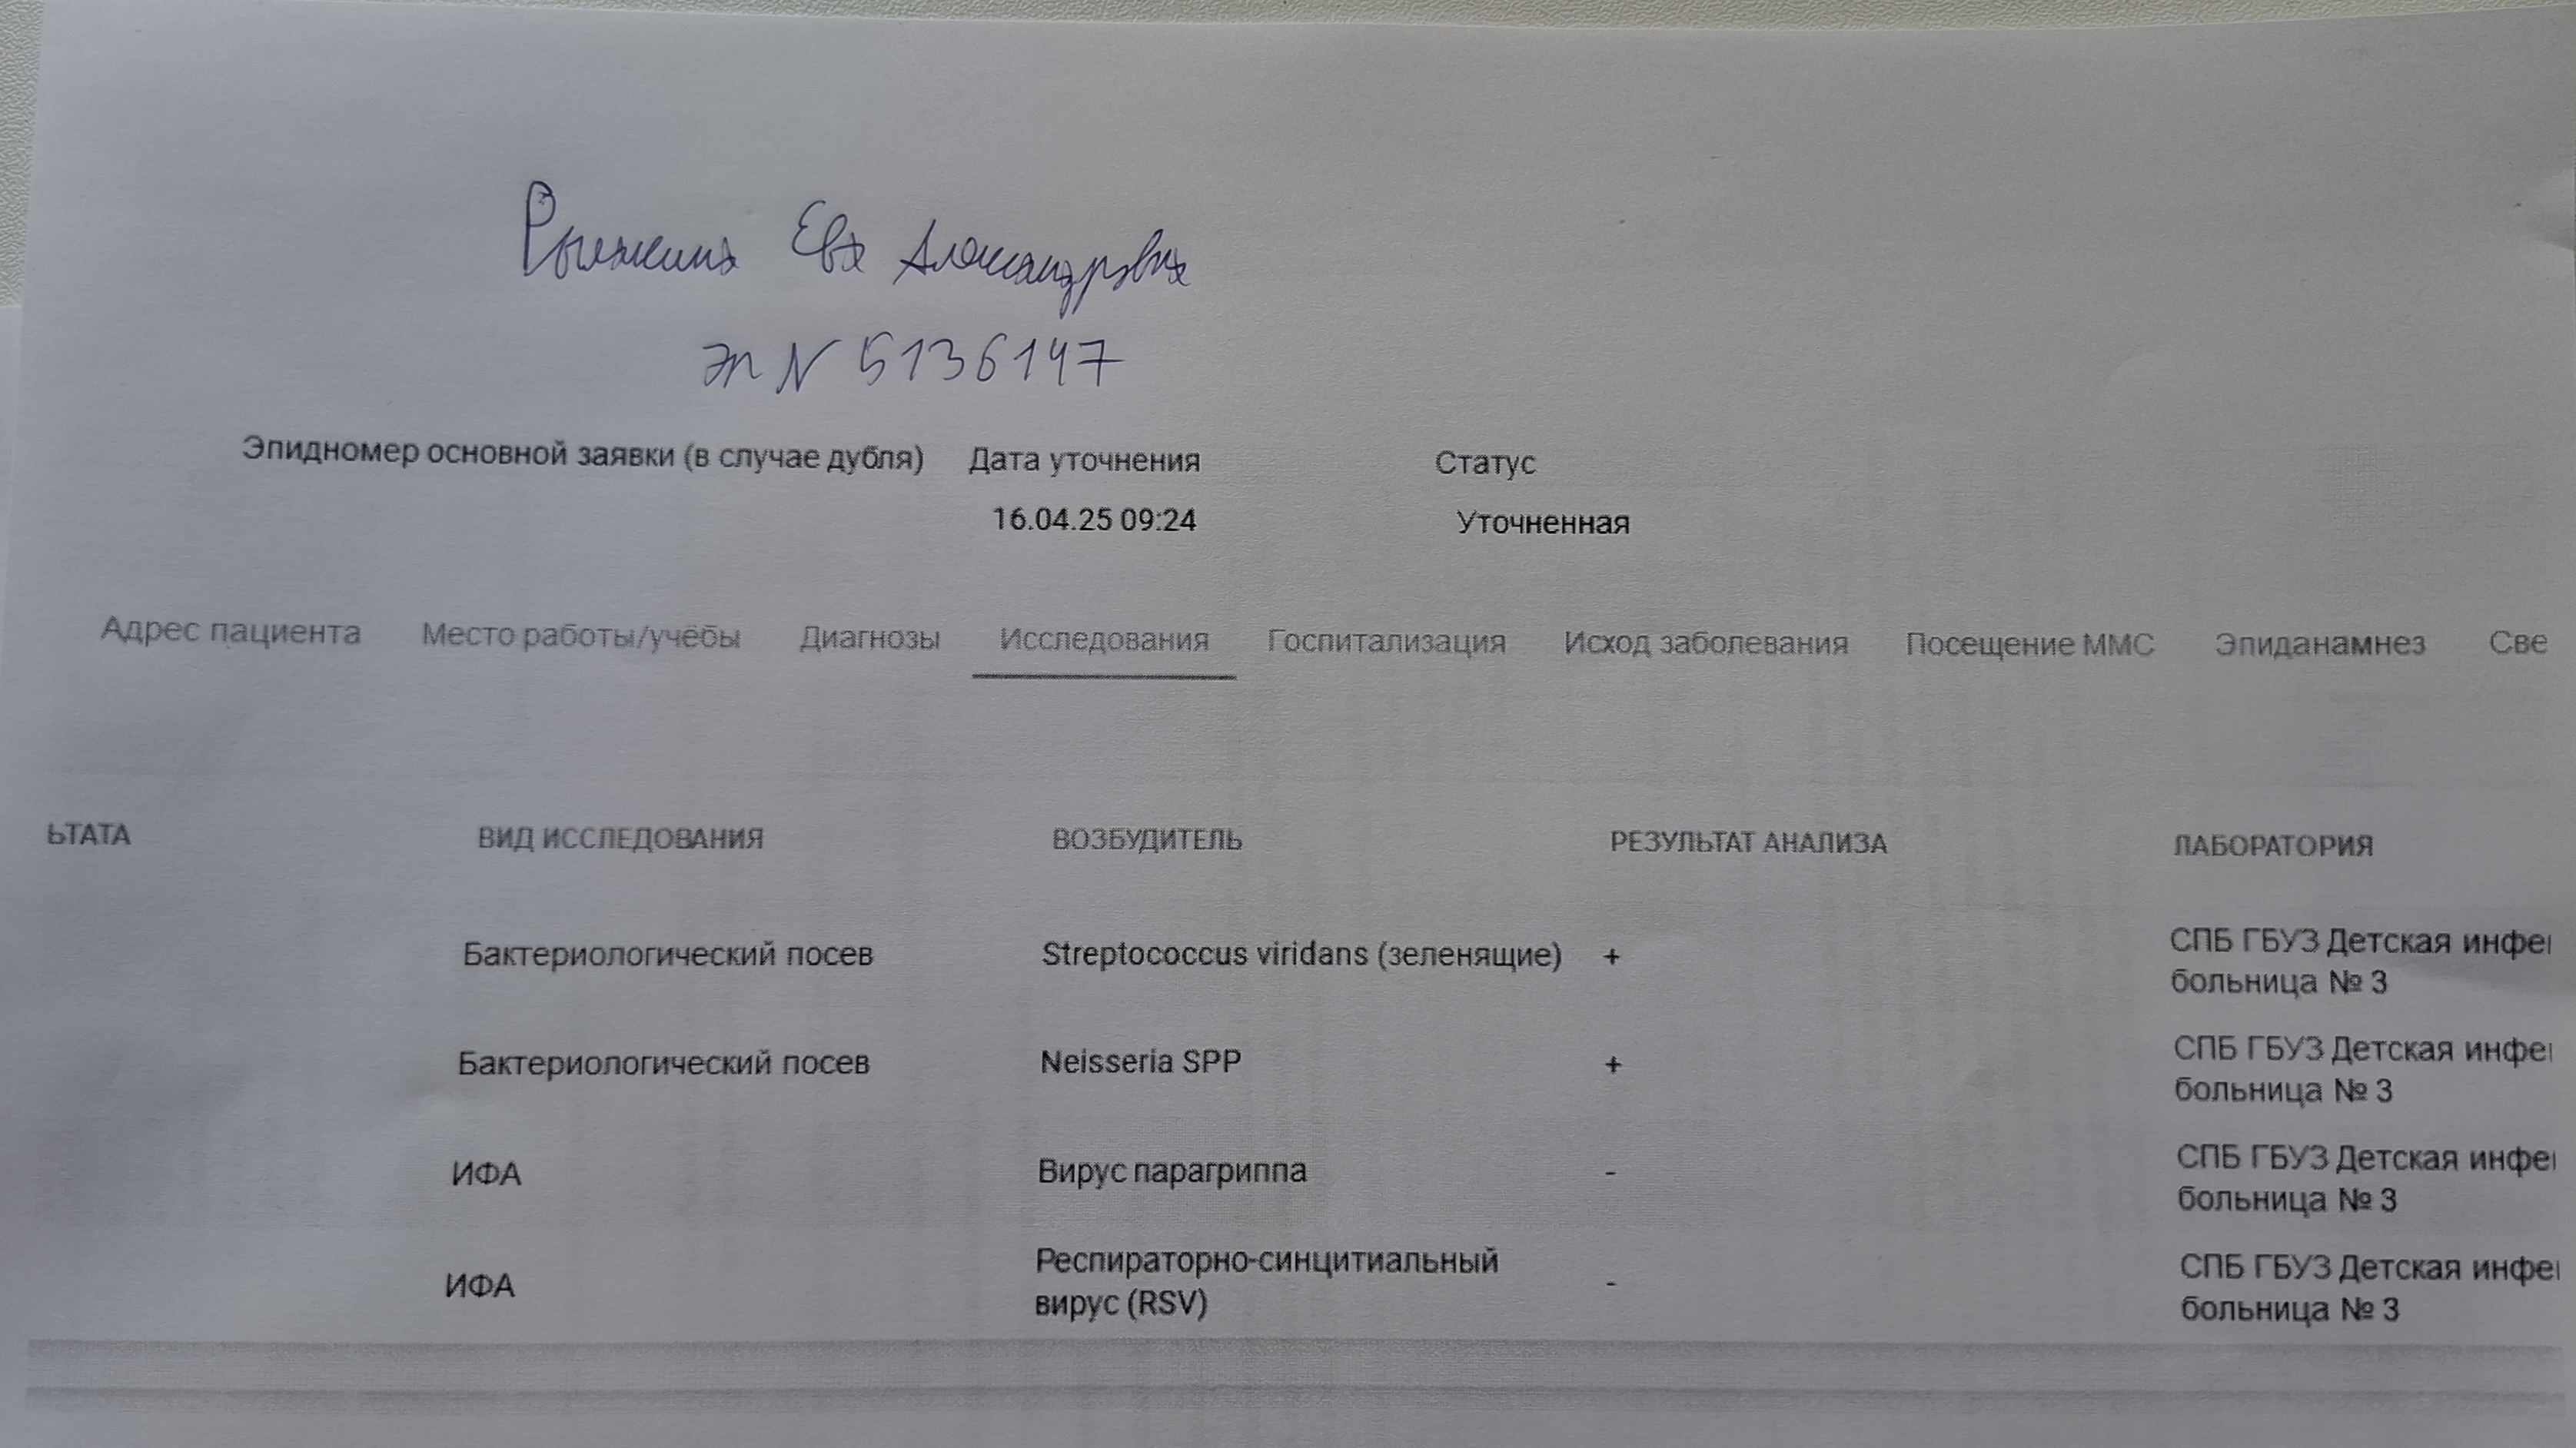 Рыжкина Ева Александровна
эп N 5136147
Эпидномер основной заявки (в случае дубля) Дата уточнения Статус
16.04.25 09:24 Уточненная
Адрес пациента Место работы/учёбы Диагнозы Исследования Госпитализация Исход заболевания Посещение ММС Эпиданамнез Све
ЬТАТА ВИД ИССЛЕДОВАНИЯ ВОЗБУДИТЕЛЬ РЕЗУЛЬТАТ АНАЛИЗА ЛАБОРАТОРИЯ
Бактериологический посев Streptococcus viridans (зеленящие) + СПБ ГБУЗ Детская инфе
больница № 3
Бактериологический посев Neisseria SPP + СПБ ГБУЗ Детская инфе
больница № 3
ИФА Вирус парагриппа - СПБ ГБУЗ Детская инфе
больница № 3
ИФА Респираторно-синцитиальный - СПБ ГБУЗ Детская инфе
вирус (RSV) больница № 3